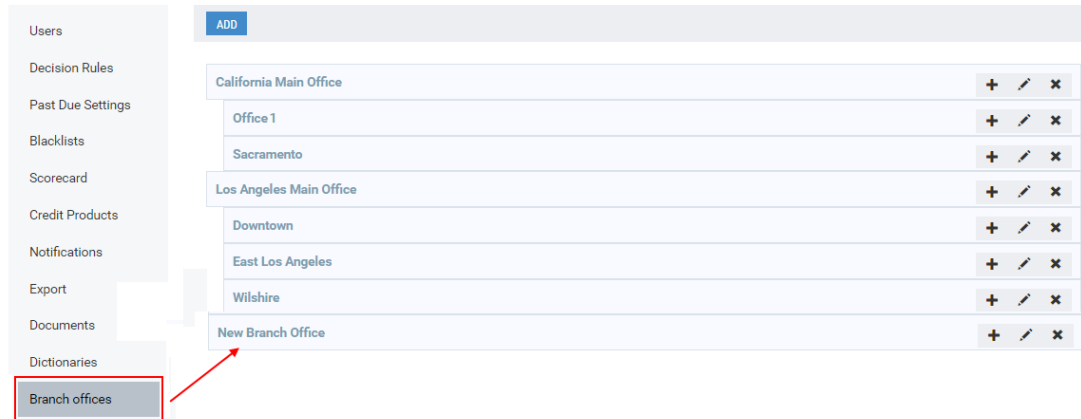 Users
Decision Rules
Past Due Settings
Blacklists
Scorecard
Credit Products
Notifications
Export
Documents
Dictionaries
Branch offices
ADD
California Main Office
Office 1
Sacramento
Los Angeles Main Office
Downtown
East Los Angeles
Wilshire
New Branch Office